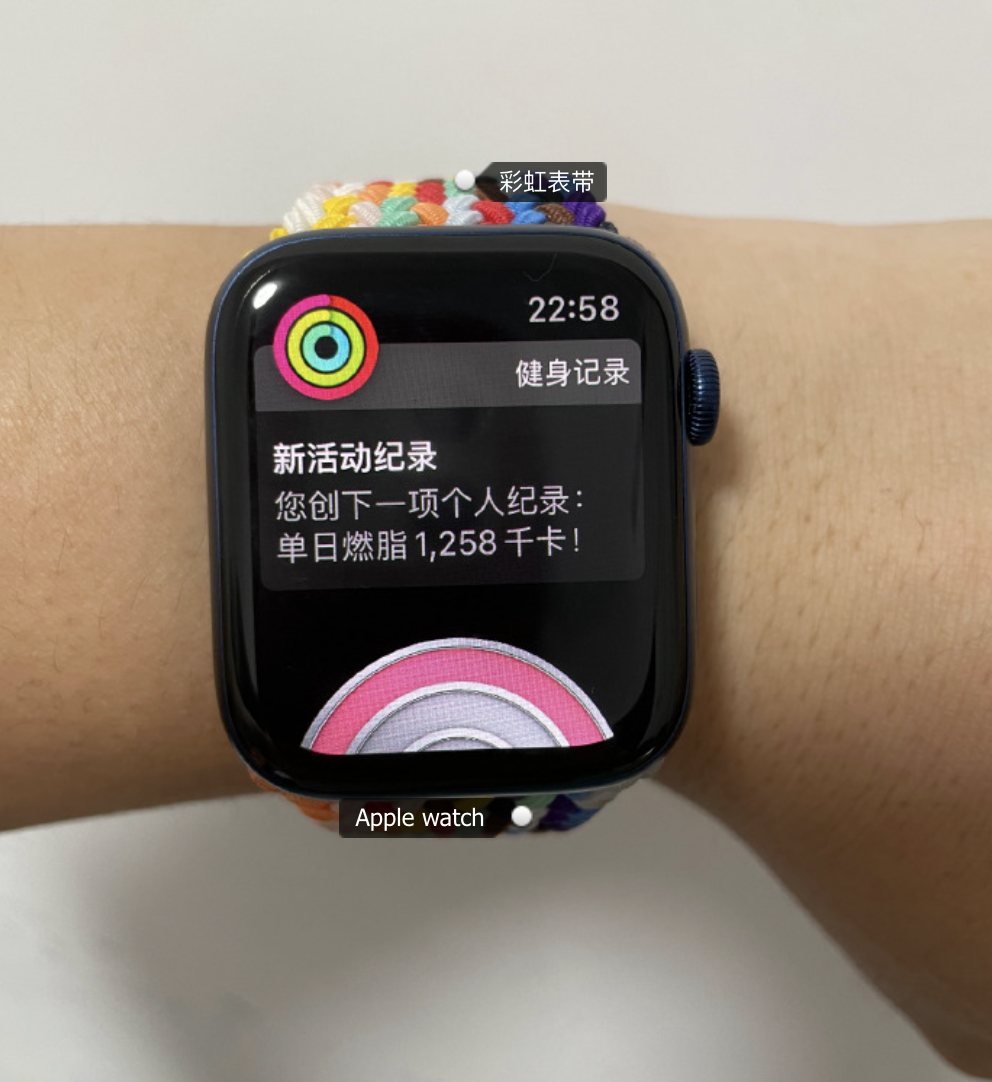 彩虹表带
22:58
健身记录
新活动纪录
您创下一项个人纪录：
单日燃脂 1,258 千卡！
Apple watch